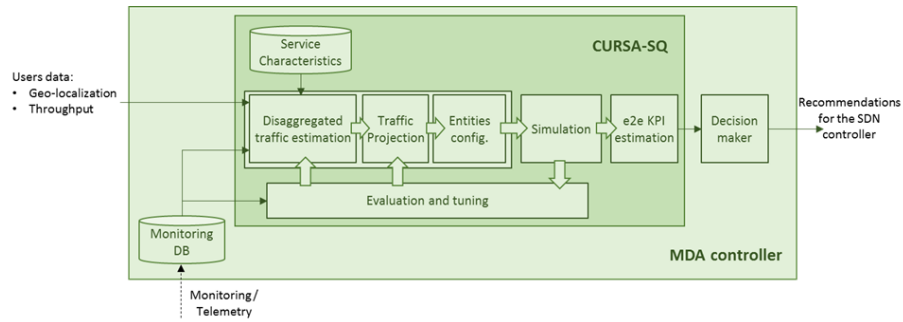 Service
Characteristics
CURSA-SQ
Users data:
• Geo-localization
• Throughput
Disaggregated
traffic estimation
Traffic
Projection
Entities
config.
Simulation
e2e KPI
estimation
Decision
maker
Recommendations
for the SDN
controller
Evaluation and tuning
Monitoring
DB
MDA controller
Monitoring/
Telemetry